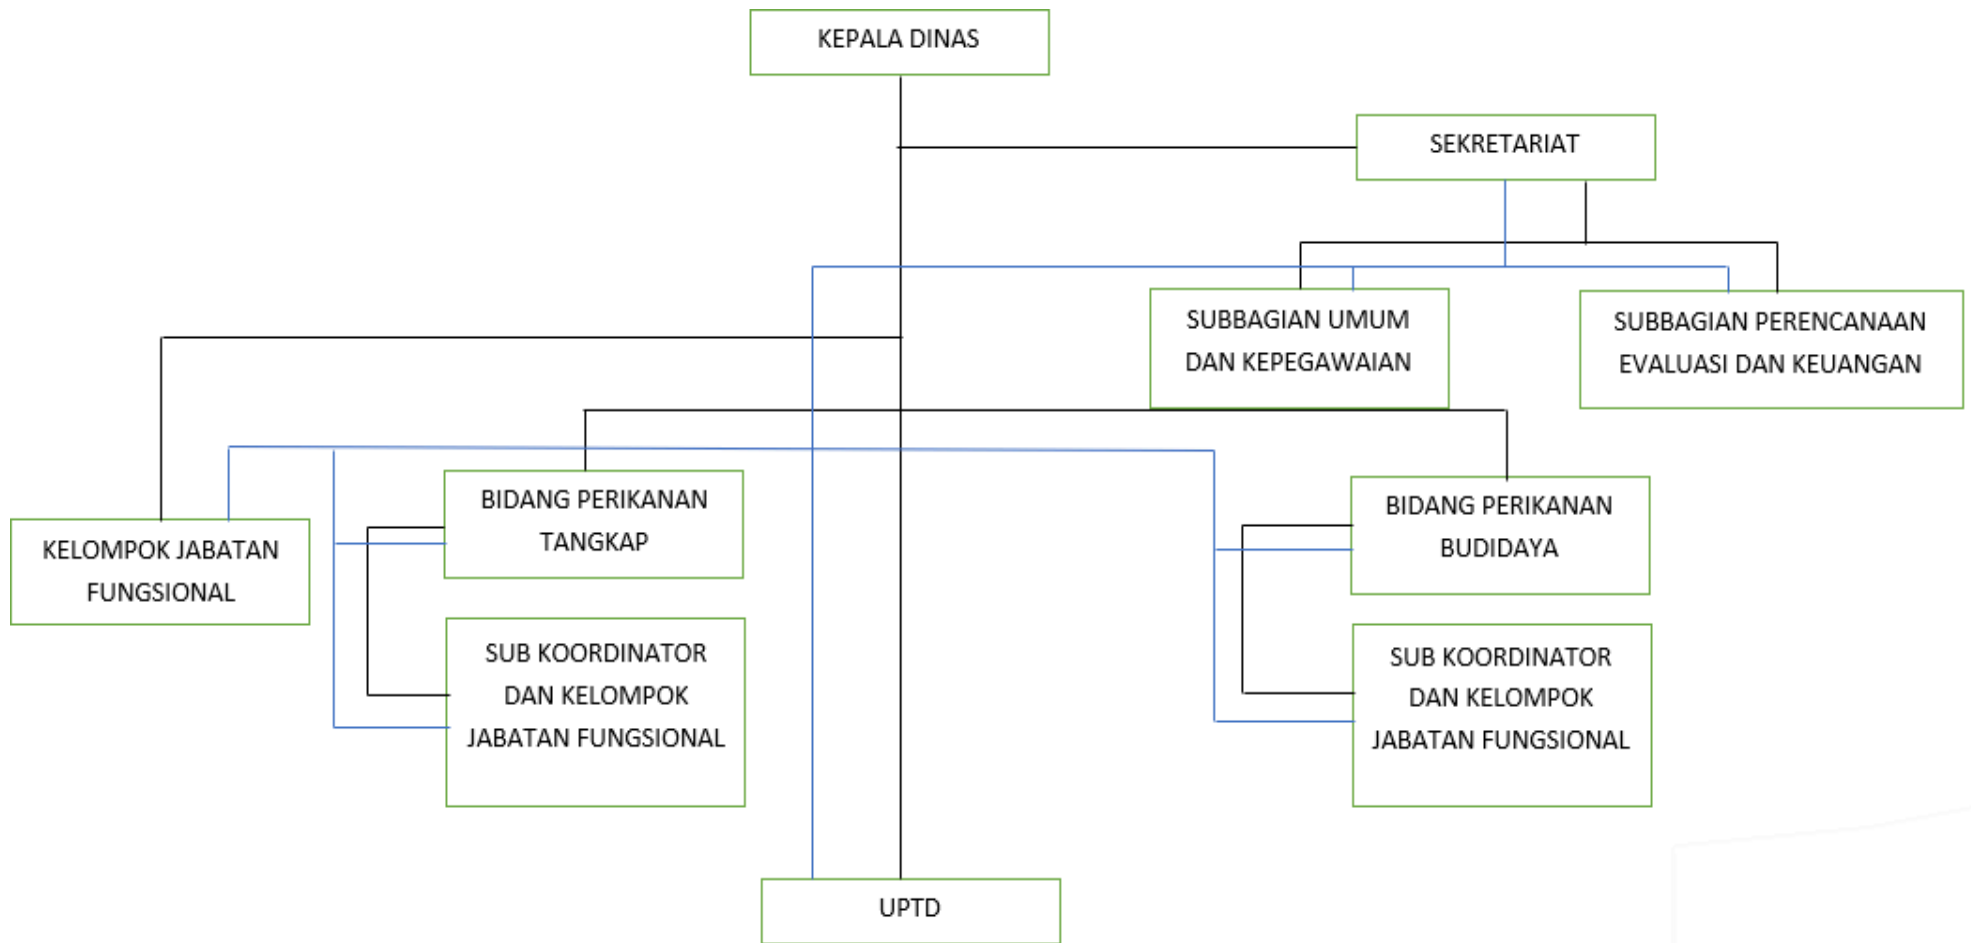 KEPALA DINAS
SEKRETARIAT
SUBBAGIAN UMUM
DAN KEPEGAWAIAN
SUBBAGIAN PERENCANAAN
EVALUASI DAN KEUANGAN
KELOMPOK JABATAN
FUNGSIONAL
BIDANG PERIKANAN
TANGKAP
BIDANG PERIKANAN
BUDIDAYA
SUB KOORDINATOR
DAN KELOMPOK
JABATAN FUNGSIONAL
SUB KOORDINATOR
DAN KELOMPOK
JABATAN FUNGSIONAL
UPTD